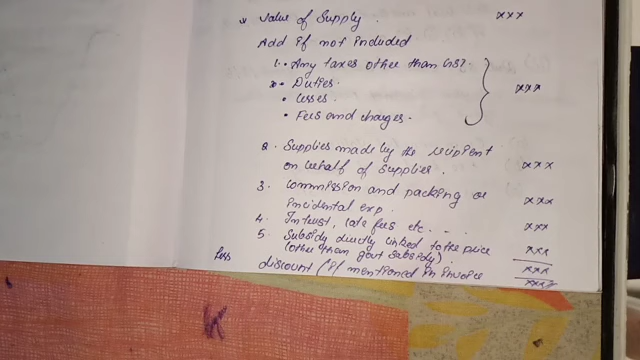 * Value of Supply. xxx
Add if not included
1. • Any taxes other than GST.
• Duties. xxx
• Cesses.
• Fees and charges.
2. Supplies made by the recipient
on behalf of supplier. xxx
3. Commission and packing or
incidental exp. xxx
4. Interest, late fees etc. - - xxx
5. Subsidy directly linked to the price
(other than govt subsidy). xxx
Less xxx
discount (if mentioned in invoice xxx